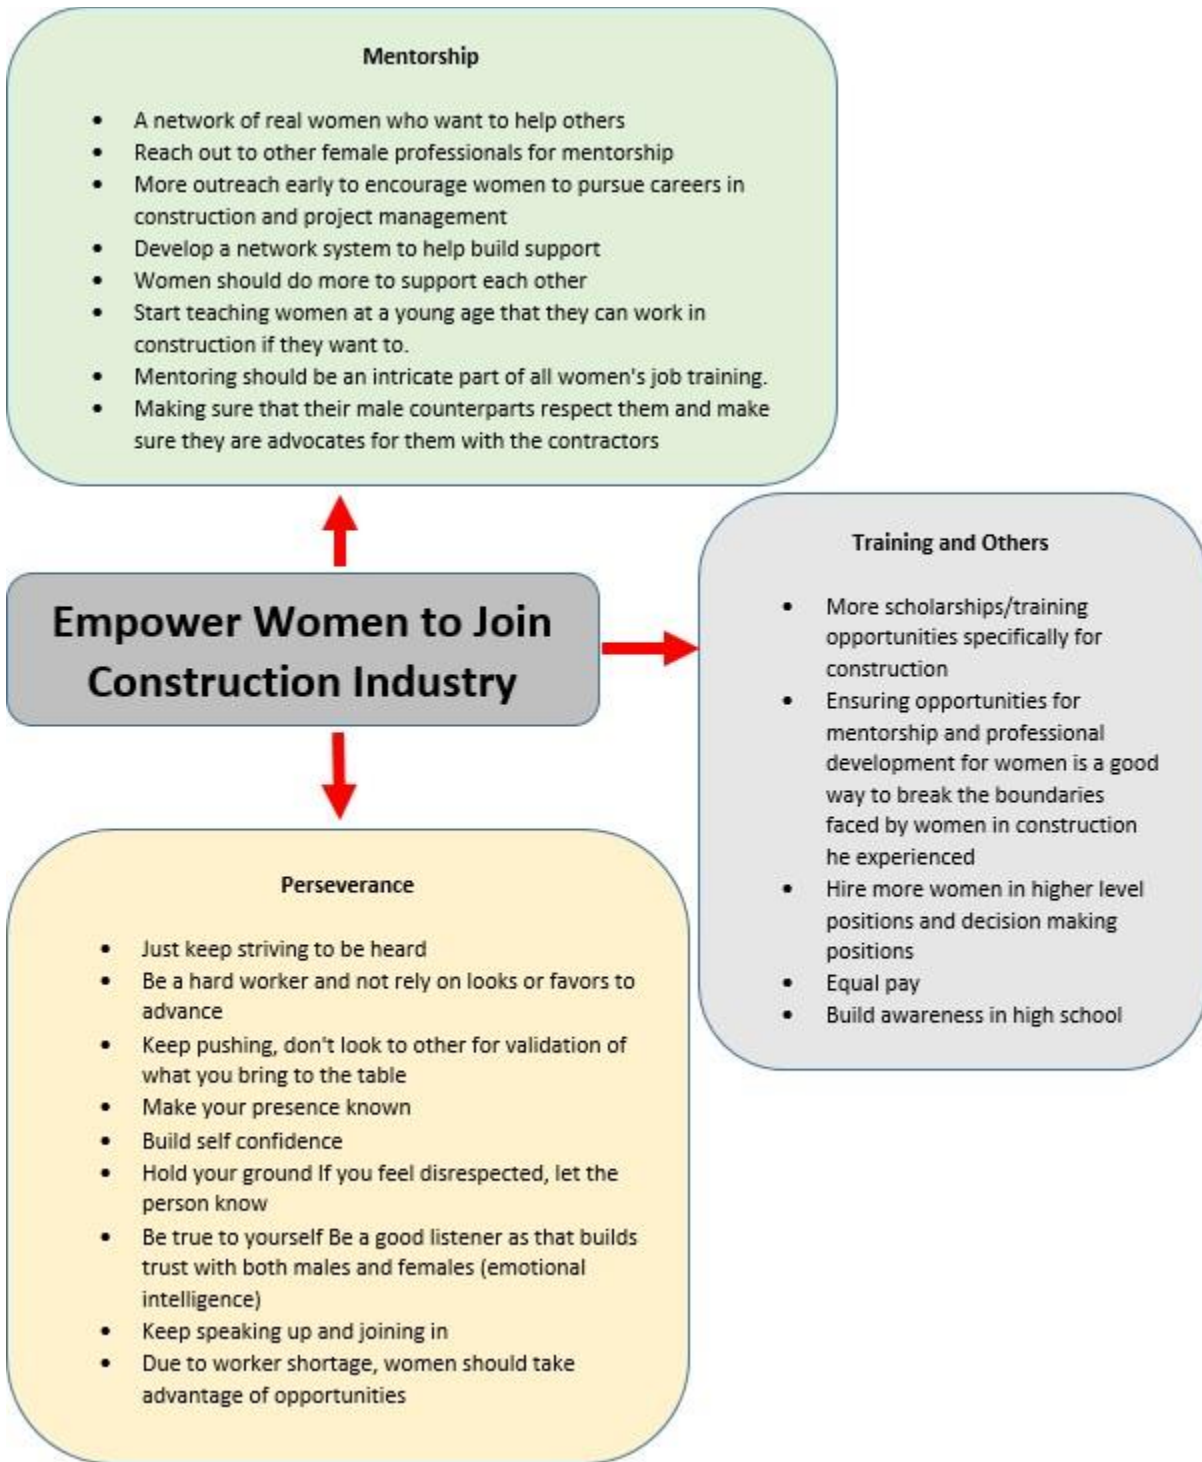 Mentorship
• A network of real women who want to help others
• Reach out to other female professionals for mentorship
• More outreach early to encourage women to pursue careers in
construction and project management
• Develop a network system to help build support
• Women should do more to support each other
• Start teaching women at a young age that they can work in
construction if they want to.
• Mentoring should be an intricate part of all women's job training.
• Making sure that their male counterparts respect them and make
sure they are advocates for them with the contractors
Empower Women to Join
Construction Industry
Training and Others
• More scholarships/training
opportunities specifically for
construction
• Ensuring opportunities for
mentorship and professional
development for women is a good
way to break the boundaries
faced by women in construction
he experienced
• Hire more women in higher level
positions and decision making
positions
• Equal pay
• Build awareness in high school
Perseverance
• Just keep striving to be heard
• Be a hard worker and not rely on looks or favors to
advance
• Keep pushing, don't look to other for validation of
what you bring to the table
• Make your presence known
• Build self confidence
• Hold your ground If you feel disrespected, let the
person know
• Be true to yourself Be a good listener as that builds
trust with both males and females (emotional
intelligence)
• Keep speaking up and joining in
• Due to worker shortage, women should take
advantage of opportunities